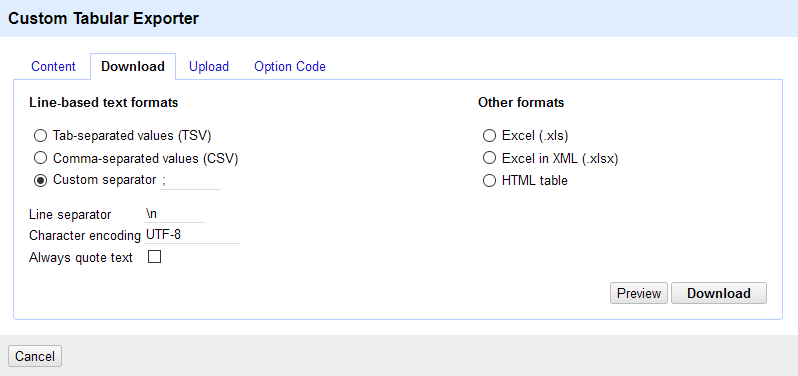 Custom Tabular Exporter
Content Download Upload Option Code
Line-based text formats
Tab-separated values (TSV)
Comma-separated values (CSV)
Custom separator ;
Line separator \n
Character encoding UTF-8
Always quote text
Other formats
Excel (.xls)
Excel in XML (.xlsx)
HTML table
Preview Download
Cancel